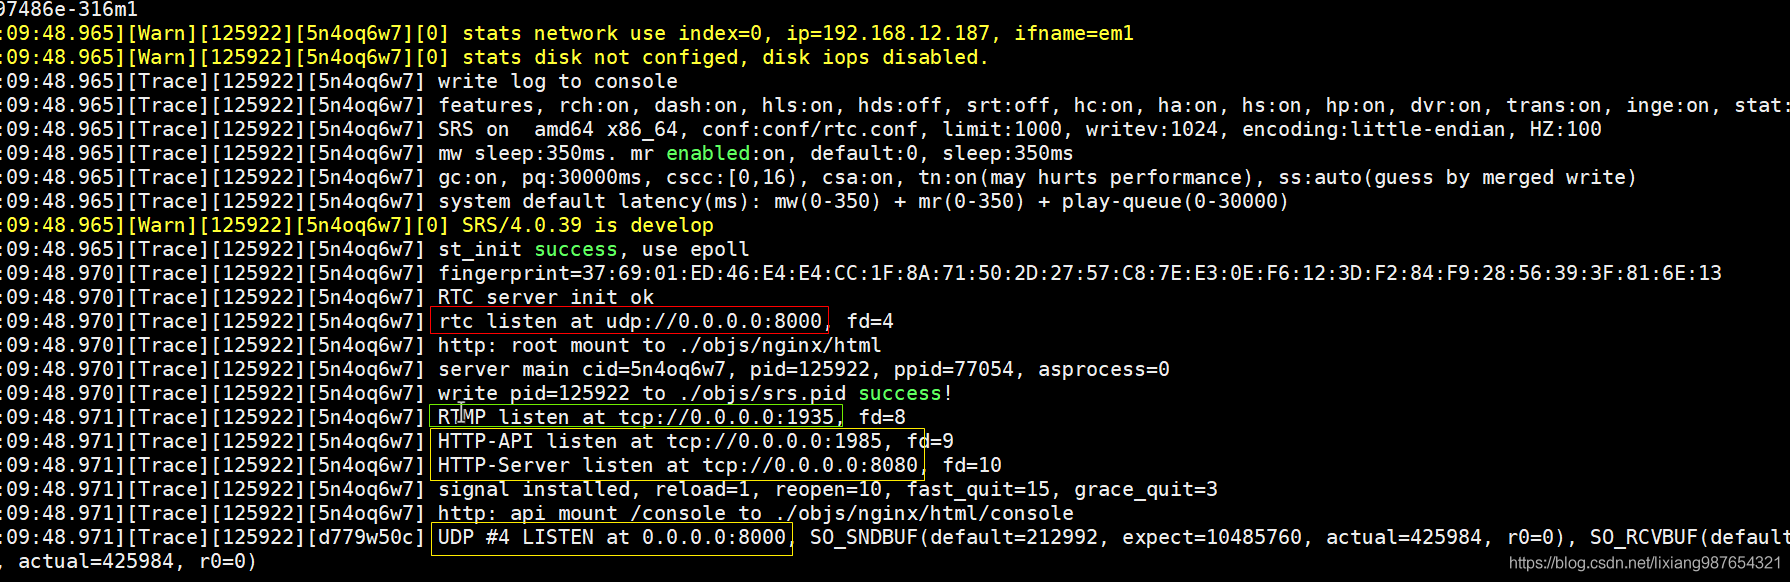 97486e-316m1
:09:48.965][Warn][125922][5n4oq6w7][0] stats network use index=0, ip=192.168.12.187, ifname=em1
:09:48.965][Warn][125922][5n4oq6w7][0] stats disk not configed, disk iops disabled.
:09:48.965][Trace][125922][5n4oq6w7] write log to console
:09:48.965][Trace][125922][5n4oq6w7] features, rch:on, dash:on, hls:on, hds:off, srt:off, hc:on, ha:on, hs:on, hp:on, dvr:on, trans:on, inge:on, stat:
:09:48.965][Trace][125922][5n4oq6w7] SRS on  amd64 x86_64, conf:conf/rtc.conf, limit:1000, writev:1024, encoding:little-endian, HZ:100
:09:48.965][Trace][125922][5n4oq6w7] mw sleep:350ms. mr enabled:on, default:0, sleep:350ms
:09:48.965][Trace][125922][5n4oq6w7] gc:on, pq:30000ms, cscc:[0,16), csa:on, tn:on(may hurts performance), ss:auto(guess by merged write)
:09:48.965][Trace][125922][5n4oq6w7] system default latency(ms): mw(0-350) + mr(0-350) + play-queue(0-30000)
:09:48.965][Warn][125922][5n4oq6w7][0] SRS/4.0.39 is develop
:09:48.965][Trace][125922][5n4oq6w7] st_init success, use epoll
:09:48.970][Trace][125922][5n4oq6w7] fingerprint=37:69:01:ED:46:E4:E4:CC:1F:8A:71:50:2D:27:57:C8:7E:E3:0E:F6:12:3D:F2:84:F9:28:56:39:3F:81:6E:13
:09:48.970][Trace][125922][5n4oq6w7] RTC server init ok
:09:48.970][Trace][125922][5n4oq6w7] rtc listen at udp://0.0.0.0:8000, fd=4
:09:48.970][Trace][125922][5n4oq6w7] http: root mount to ./objs/nginx/html
:09:48.970][Trace][125922][5n4oq6w7] server main cid=5n4oq6w7, pid=125922, ppid=77054, asprocess=0
:09:48.970][Trace][125922][5n4oq6w7] write pid=125922 to ./objs/srs.pid success!
:09:48.971][Trace][125922][5n4oq6w7] RTMP listen at tcp://0.0.0.0:1935, fd=8
:09:48.971][Trace][125922][5n4oq6w7] HTTP-API listen at tcp://0.0.0.0:1985, fd=9
:09:48.971][Trace][125922][5n4oq6w7] HTTP-Server listen at tcp://0.0.0.0:8080, fd=10
:09:48.971][Trace][125922][5n4oq6w7] signal installed, reload=1, reopen=10, fast_quit=15, grace_quit=3
:09:48.971][Trace][125922][5n4oq6w7] http: api mount /console to ./objs/nginx/html/console
:09:48.971][Trace][125922][d779w50c] UDP #4 LISTEN at 0.0.0.0:8000, SO_SNDBUF(default=212992, expect=10485760, actual=425984, r0=0), SO_RCVBUF(default
, actual=425984, r0=0)
https://blog.csdn.net/lixiang987654321